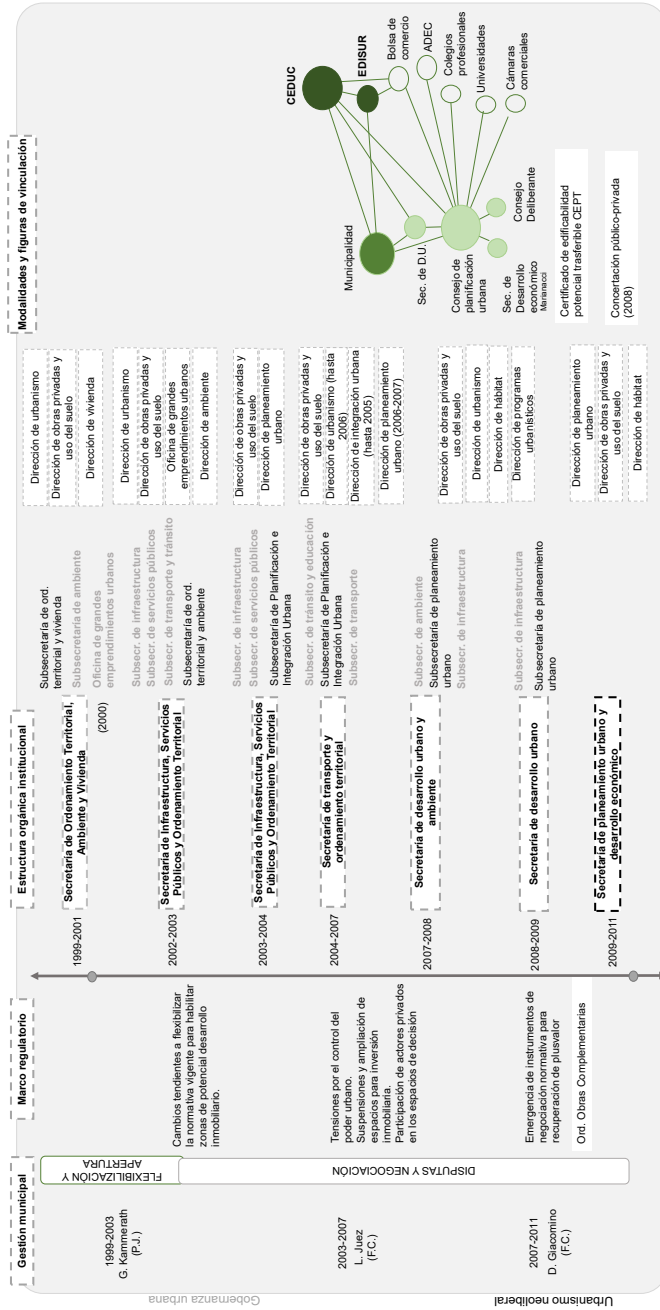 Gestión municipal
Marco regulatorio
Estructura orgánica institucional
Modalidades y figuras de vinculación
Gobernanza urbana
Urbanismo neoliberal
1999-2003
G. Kammerath
(P.J.)
2003-2007
L. Juez
(F.C.)
2007-2011
D. Giacomino
(F.C.)
FLEXIBILIZACIÓN Y
APERTURA
DISPUTAS Y NEGOCIACIÓN
Cambios tendientes a flexibilizar
la normativa vigente para habilitar
zonas de potencial desarrollo
inmobiliario.
Tensiones por el control del
poder urbano.
Suspensiones y ampliación de
espacios para inversión
inmobiliaria.
Participación de actores privados
en los espacios de decisión
Emergencia de instrumentos de
negociación normativa para
recuperación de plusvalor
Ord. Obras Complementarias
1999-2001
Secretaría de Ordenamiento Territorial,
Ambiente y Vivienda
Subsecretaría de ord.
territorial y vivienda
Subsecretaría de ambiente
Oficina de grandes
emprendimientos urbanos
(2000)
Dirección de urbanismo
Dirección de obras privadas y
uso del suelo
Dirección de vivienda
2002-2003
Secretaría de Infraestructura, Servicios
Públicos y Ordenamiento Territorial
Subsecr. de infraestructura
Subsecr. de servicios públicos
Subsecr. de transporte y tránsito
Subsecretaría de ord.
territorial y ambiente
Dirección de urbanismo
Dirección de obras privadas y
uso del suelo
Oficina de grandes
emprendimientos urbanos
Dirección de ambiente
2003-2004
Secretaría de Infraestructura, Servicios
Públicos y Ordenamiento Territorial
Subsecr. de infraestructura
Subsecr. de servicios públicos
Subsecretaría de Planificación e
Integración Urbana
Dirección de obras privadas y
uso del suelo
Dirección de planeamiento
urbano
2004-2007
Secretaría de transporte y
ordenamiento territorial
Subsecr. de tránsito y educación
Subsecretaría de Planificación e
Integración Urbana
Subsecr. de transporte
Dirección de obras privadas y
uso del suelo
Dirección de urbanismo (hasta
2006)
Dirección de integración urbana
(hasta 2005)
Dirección de planeamiento
urbano (2006-2007)
2007-2008
Secretaría de desarrollo urbano y
ambiente
Subsecr. de ambiente
Subsecretaría de planeamiento
urbano
Subsecr. de infraestructura
Dirección de obras privadas y
uso del suelo
Dirección de urbanismo
Dirección de hábitat
Dirección de programas
urbanísticos
2008-2009
Secretaría de desarrollo urbano
Subsecr. de infraestructura
Subsecretaría de planeamiento
urbano
2009-2011
Secretaría de planeamiento urbano y
desarrollo económico
Dirección de planeamiento
urbano
Dirección de obras privadas y
uso del suelo
Dirección de hábitat
CEDUC
EDISUR
Bolsa de
comercio
ADEC
Colegios
profesionales
Universidades
Cámaras
comerciales
Municipalidad
Sec. de D.U.
Consejo de
planificación
urbana
Sec. de
Desarrollo
económico
Marianacci
Consejo
Deliberante
Certificado de edificabilidad
potencial trasferible CEPT
Concertación público-privada
(2008)